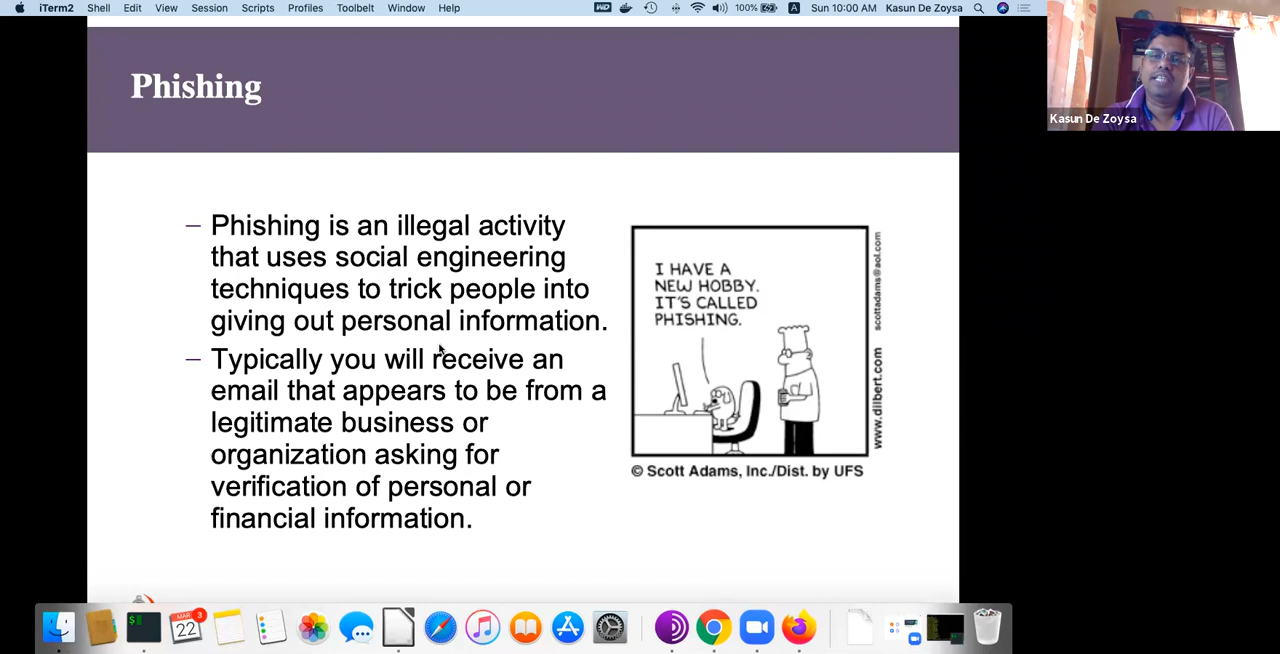 iTerm2 Shell Edit View Session Scripts Profiles Toolbelt Window Help 100% A Sun 10:00 AM Kasun De Zoysa
Phishing
Kasun De Zoysa
– Phishing is an illegal activity
that uses social engineering
techniques to trick people into
giving out personal information.
– Typically you will receive an
email that appears to be from a
legitimate business or
organization asking for
verification of personal or
financial information.
I HAVE A
NEW HOBBY.
IT'S CALLED
PHISHING.
scottadams@aol.com
www.dilbert.com
© Scott Adams, Inc./Dist. by UFS
MAR
22
3